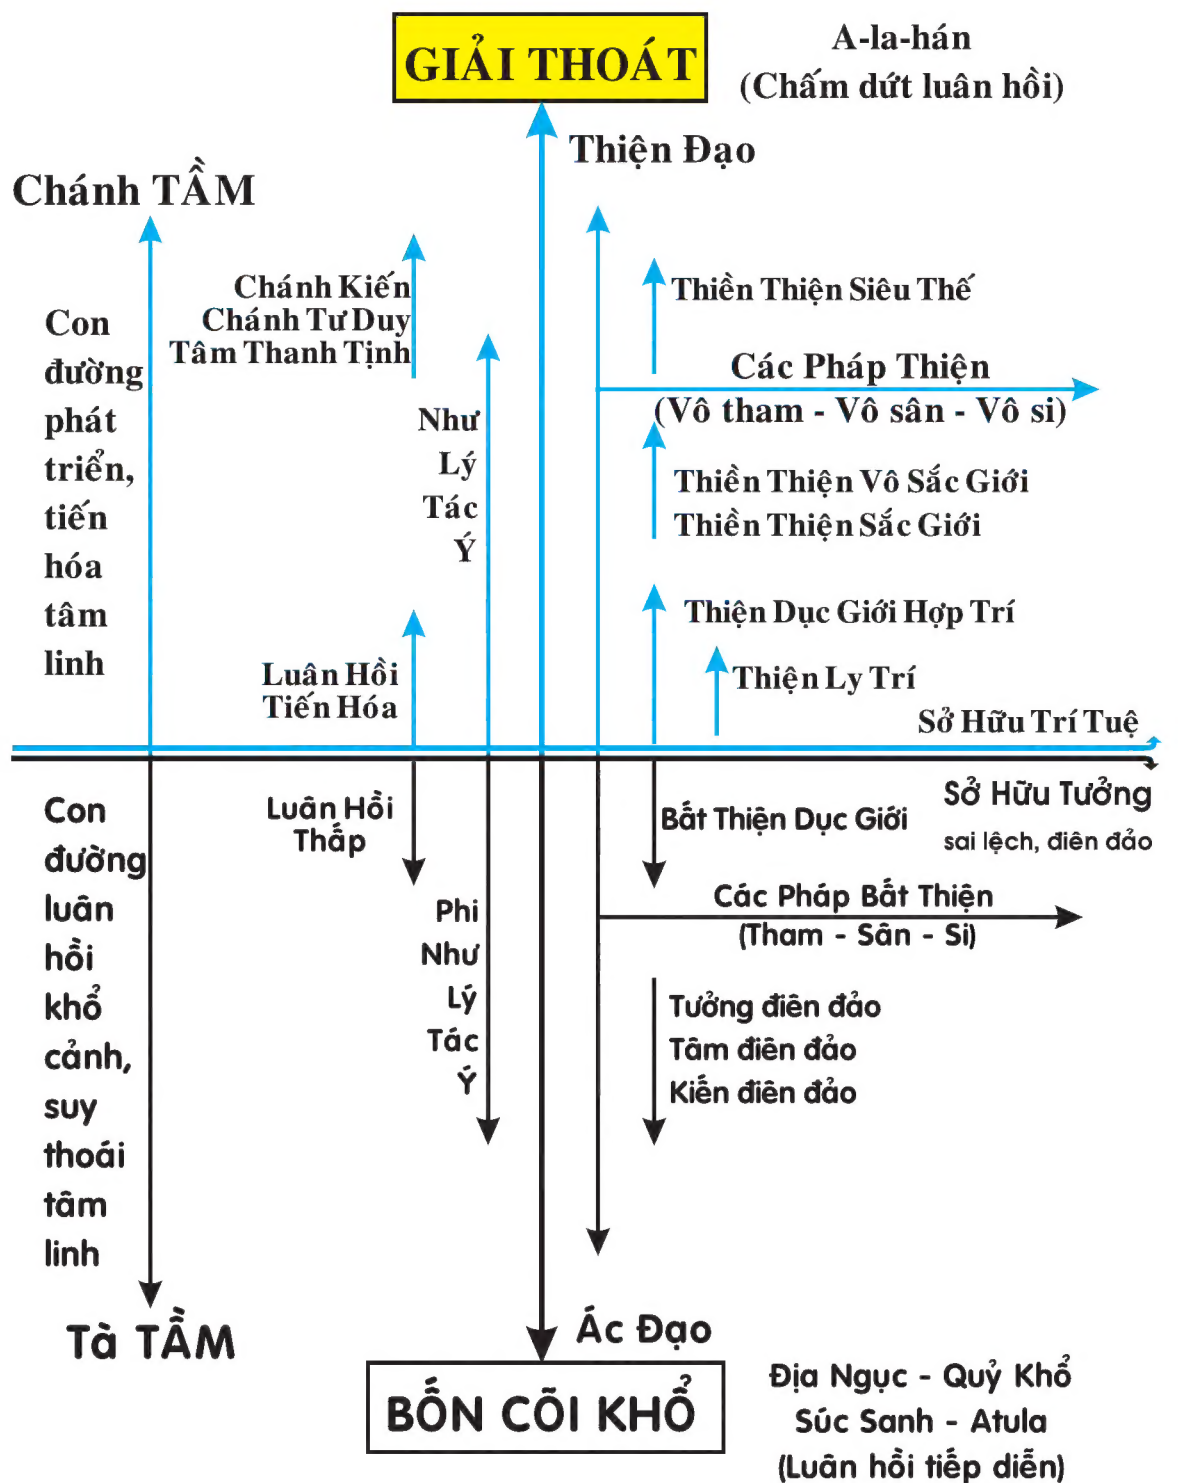 GIẢI THOÁT
A-la-hán
(Chấm dứt luân hồi)
Thiện Đạo
Chánh TẦM
Con
đường
phát
triển,
tiến
hóa
tâm
linh
Chánh Kiến
Chánh Tư Duy
Tâm Thanh Tịnh
Như
Lý
Tác
Ý
Luân Hồi
Tiến Hóa
Thiền Thiện Siêu Thế
Các Pháp Thiện
(Vô tham - Vô sân - Vô si)
Thiền Thiện Vô Sắc Giới
Thiền Thiện Sắc Giới
Thiện Dục Giới Hợp Trí
Thiện Ly Trí
Sở Hữu Trí Tuệ
Sở Hữu Tưởng
sai lệch, điên đảo
Con
đường
luân
hồi
khổ
cảnh,
suy
thoái
tâm
linh
Luân Hồi
Thấp
Phi
Như
Lý
Tác
Ý
Bất Thiện Dục Giới
Các Pháp Bất Thiện
(Tham - Sân - Si)
Tưởng điên đảo
Tâm điên đảo
Kiến điên đảo
Tà TẦM
Ác Đạo
BỐN CÕI KHỔ
Địa Ngục - Quỷ Khổ
Súc Sanh - Atula
(Luân hồi tiếp diễn)